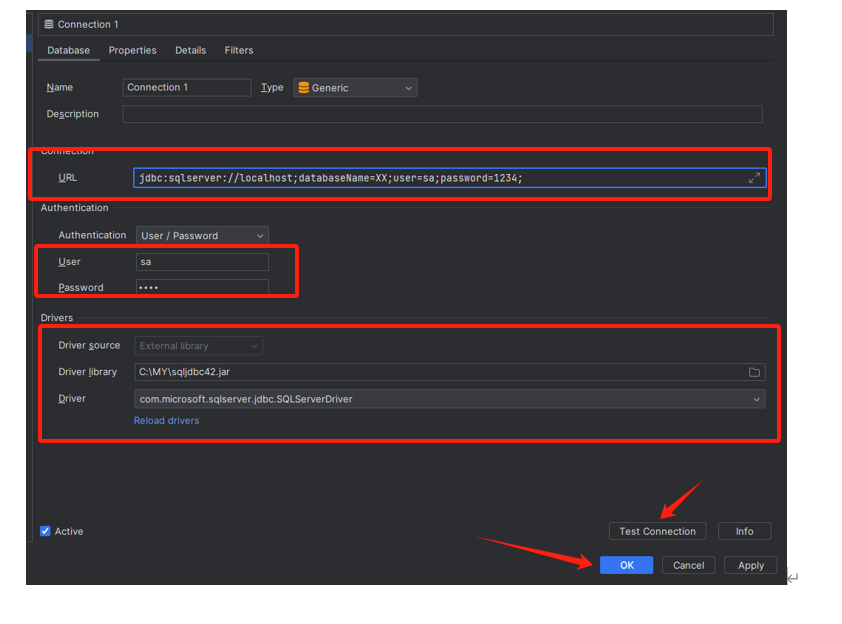 Connection 1
Database Properties Details Filters
Name Connection 1 Type Generic
Description
Connection
URL jdbc:sqlserver://localhost;databaseName=XX;user=sa;password=1234;
Authentication
Authentication User / Password
User sa
Password ••••
Drivers
Driver source External library
Driver library C:\MY\sqljdbc42.jar
Driver com.microsoft.sqlserver.jdbc.SQLServerDriver
Reload drivers
Active Test Connection Info
OK Cancel Apply